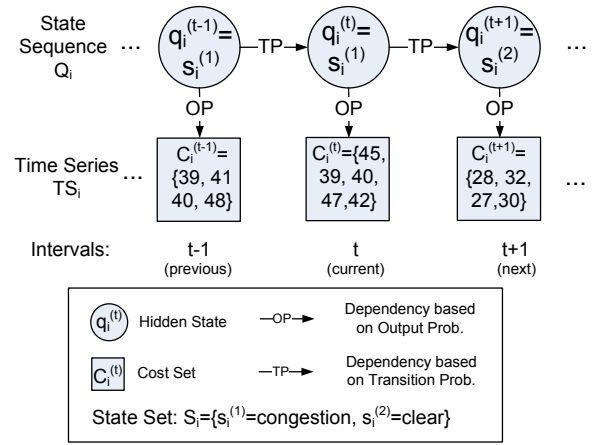 State Sequence Qᵢ
... qᵢ⁽ᵗ⁻¹⁾= sᵢ⁽¹⁾ TP qᵢ⁽ᵗ⁾= sᵢ⁽¹⁾ TP qᵢ⁽ᵗ⁺¹⁾= sᵢ⁽²⁾ ...
OP OP OP
Time Series TSᵢ
... Cᵢ⁽ᵗ⁻¹⁾= {39, 41 40, 48} Cᵢ⁽ᵗ⁾={45, 39, 40, 47,42} Cᵢ⁽ᵗ⁺¹⁾= {28, 32, 27,30} ...
Intervals: t-1 t t+1
(previous) (current) (next)
qᵢ⁽ᵗ⁾ Hidden State OP Dependency based on Output Prob.
Cᵢ⁽ᵗ⁾ Cost Set TP Dependency based on Transition Prob.
State Set: Sᵢ={sᵢ⁽¹⁾=congestion, sᵢ⁽²⁾=clear}